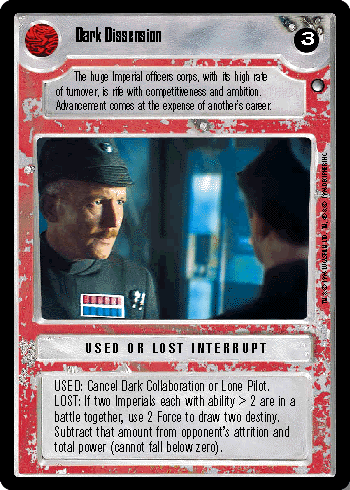 Dark Dissension
3
The huge Imperial officers corps, with its high rate
of turnover, is rife with competitiveness and ambition.
Advancement comes at the expense of another's career.
USED OR LOST INTERRUPT
USED: Cancel Dark Collaboration or Lone Pilot.
LOST: If two Imperials each with ability > 2 are in a
battle together, use 2 Force to draw two destiny.
Subtract that amount from opponent's attrition and
total power (cannot fall below zero).